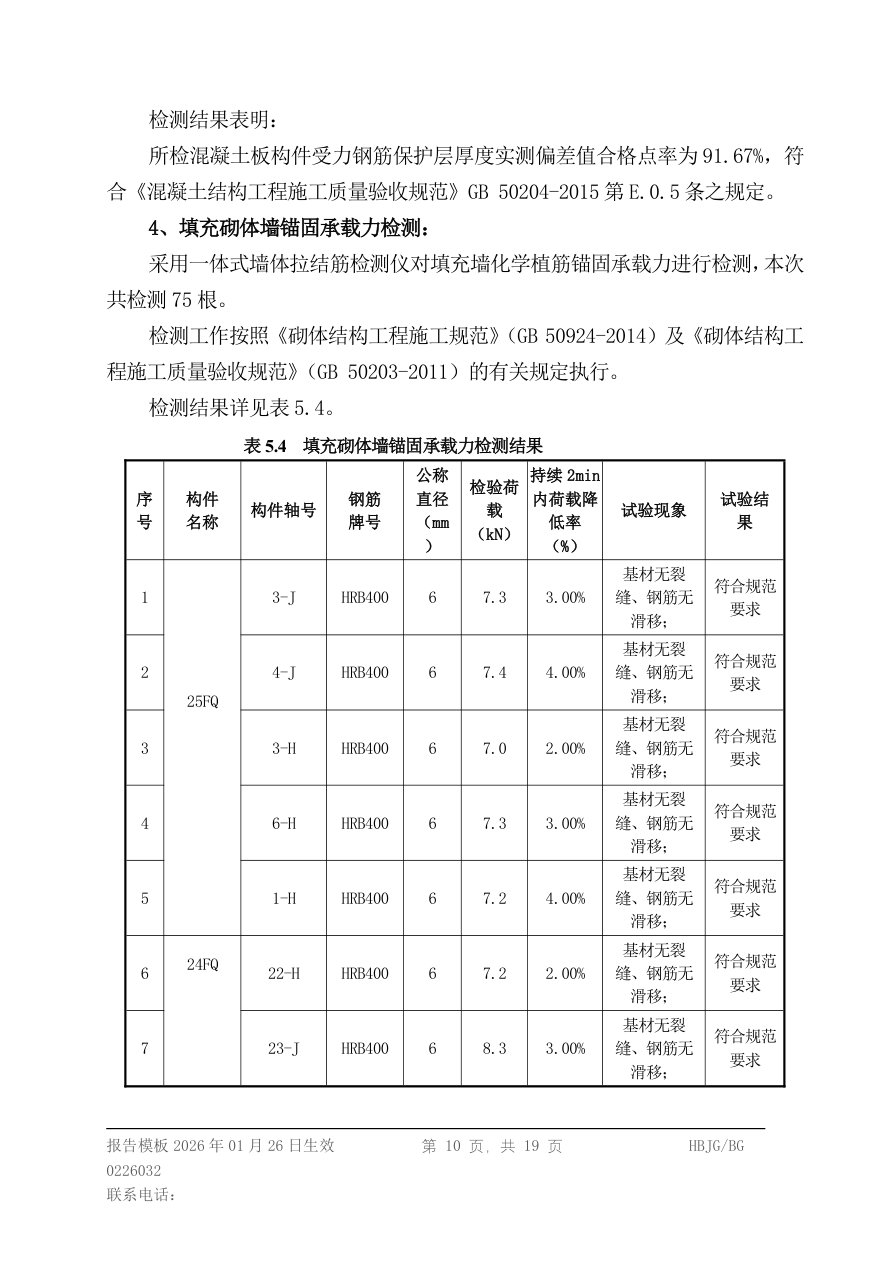 检测结果表明：
所检混凝土板构件受力钢筋保护层厚度实测偏差值合格点率为 91.67%，符
合《混凝土结构工程施工质量验收规范》GB 50204-2015 第 E.0.5 条之规定。
4、填充砌体墙锚固承载力检测：
采用一体式墙体拉结筋检测仪对填充墙化学植筋锚固承载力进行检测，本次
共检测 75 根。
检测工作按照《砌体结构工程施工规范》（GB 50924-2014）及《砌体结构工
程施工质量验收规范》（GB 50203-2011）的有关规定执行。
检测结果详见表 5.4。
表 5.4 填充砌体墙锚固承载力检测结果
序号 构件名称 构件轴号 钢筋牌号 公称直径（mm） 检验荷载（kN） 持续 2min 内荷载降低率（%） 试验现象 试验结果
1 25FQ 3-J HRB400 6 7.3 3.00% 基材无裂缝、钢筋无滑移； 符合规范要求
2 4-J HRB400 6 7.4 4.00% 基材无裂缝、钢筋无滑移； 符合规范要求
3 3-H HRB400 6 7.0 2.00% 基材无裂缝、钢筋无滑移； 符合规范要求
4 6-H HRB400 6 7.3 3.00% 基材无裂缝、钢筋无滑移； 符合规范要求
5 1-H HRB400 6 7.2 4.00% 基材无裂缝、钢筋无滑移； 符合规范要求
6 24FQ 22-H HRB400 6 7.2 2.00% 基材无裂缝、钢筋无滑移； 符合规范要求
7 23-J HRB400 6 8.3 3.00% 基材无裂缝、钢筋无滑移； 符合规范要求
报告模板 2026 年 01 月 26 日生效 第 10 页，共 19 页 HBJG/BG
0226032
联系电话：